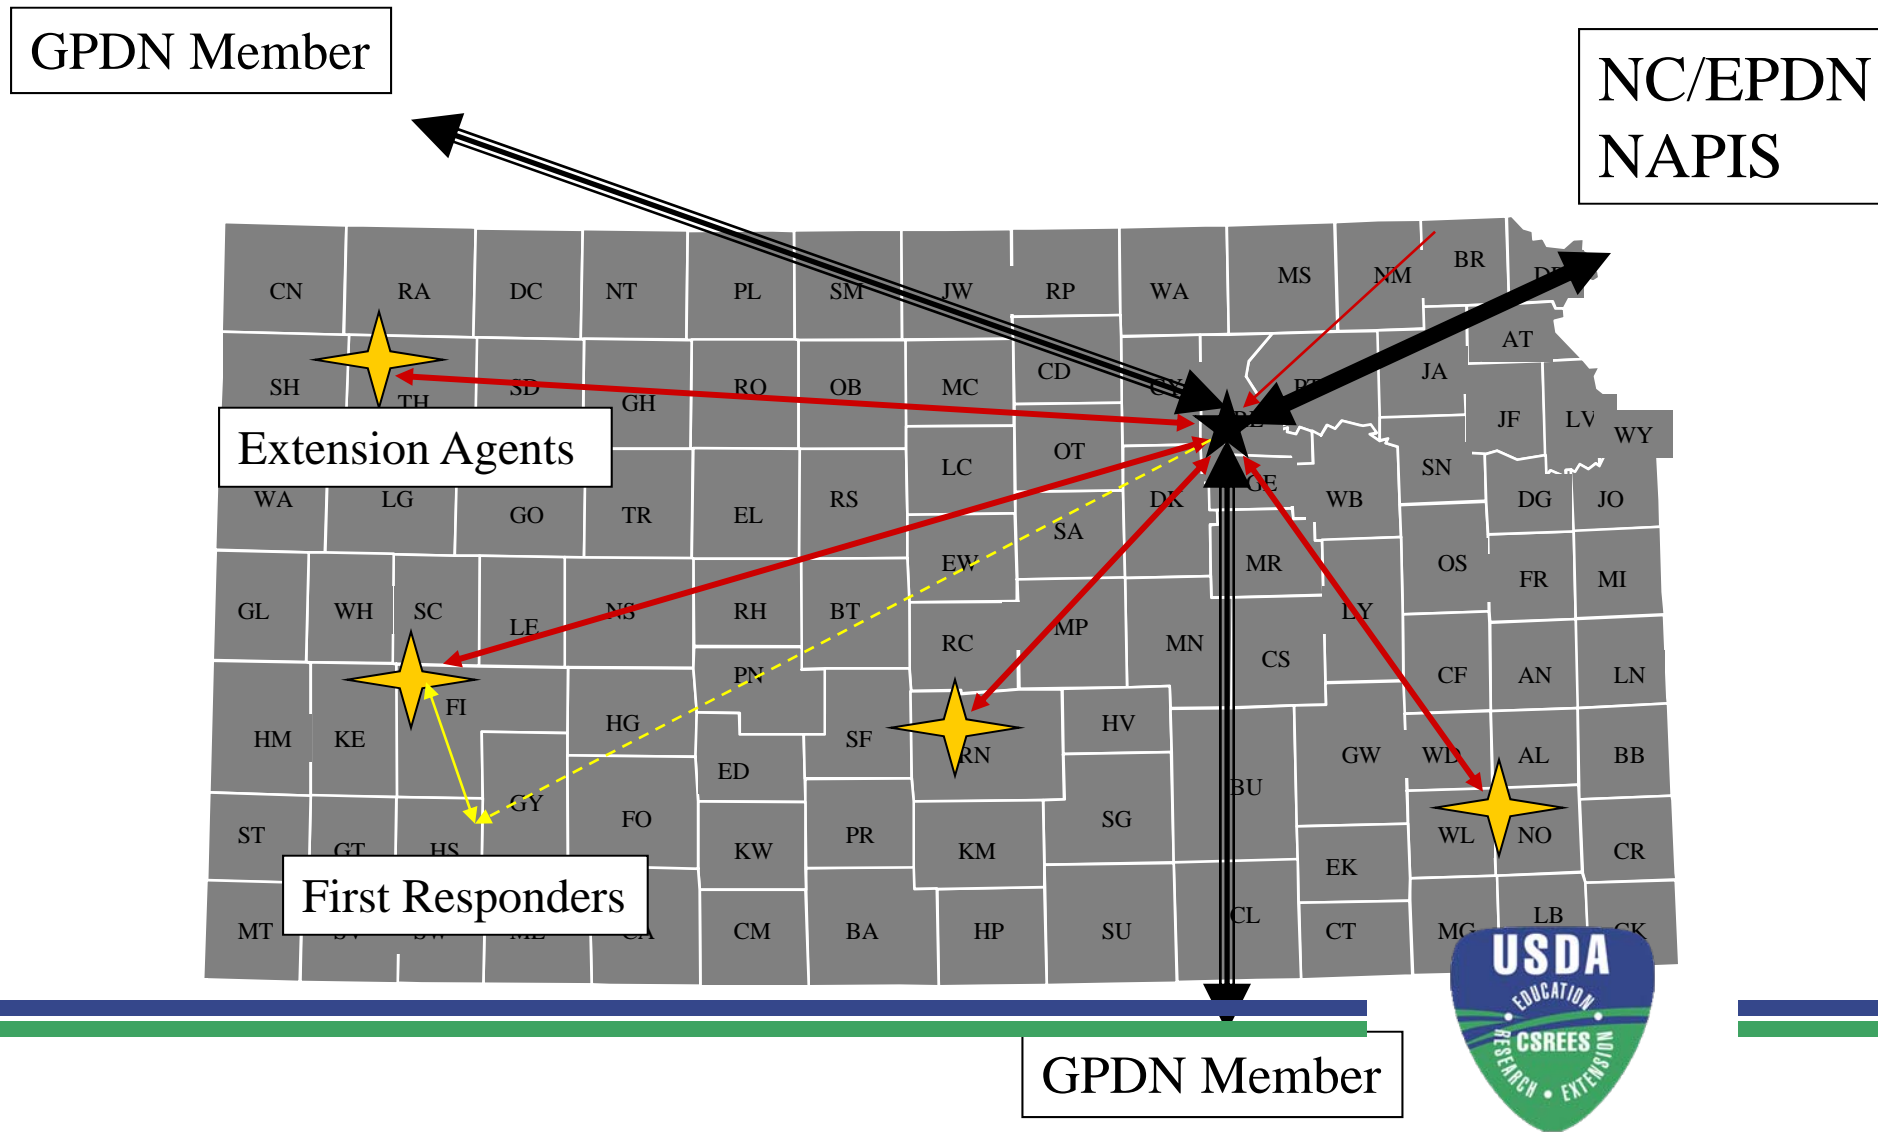 GPDN Member
NC/EPDN
NAPIS
CN RA DC NT PL SM JW RP WA MS NM BR
AT
SH TH SD GH RO OB MC CD JA
JF LV WY
Extension Agents
WA LG GO TR EL RS LC OT DK GE WB SN DG JO
SA
EW MR OS FR MI
GL WH SC LE NS RH BT RC MP MN LY
CS
PN CF AN LN
FI
HM KE HG ED SF RN HV GW WD AL BB
BU
GY
ST GT HS FO KW PR KM SG EK WL NO CR
First Responders
MT CM BA HP SU CL CT MG LB CK
USDA
EDUCATION
CSREES
RESEARCH • EXTENSION
GPDN Member